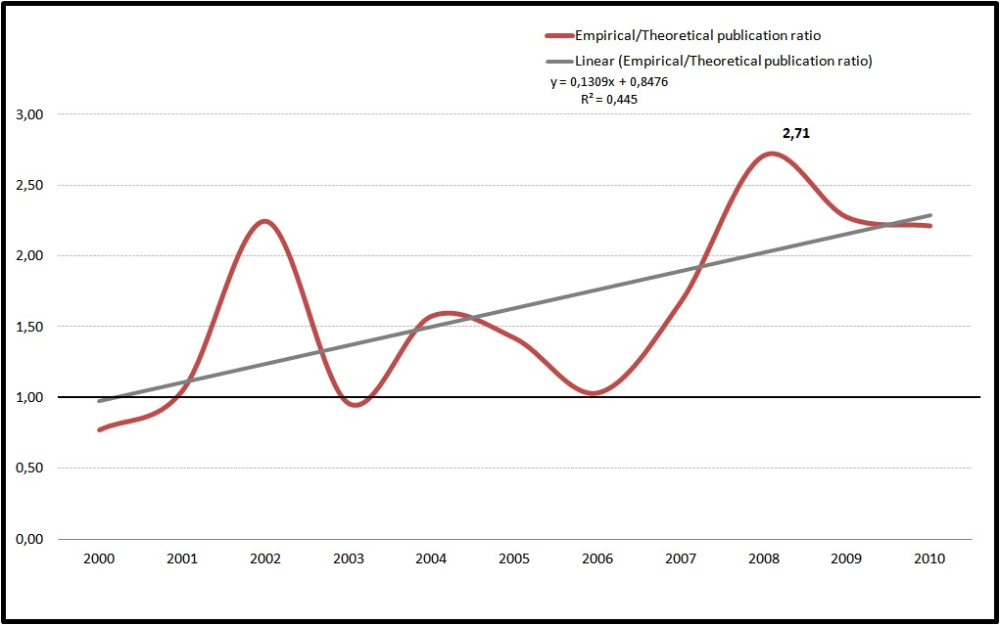 Empirical/Theoretical publication ratio
Linear (Empirical/Theoretical publication ratio)
y = 0,1309x + 0,8476
R² = 0,445
3,00
2,71
2,50
2,00
1,50
1,00
0,50
0,00
2000 2001 2002 2003 2004 2005 2006 2007 2008 2009 2010